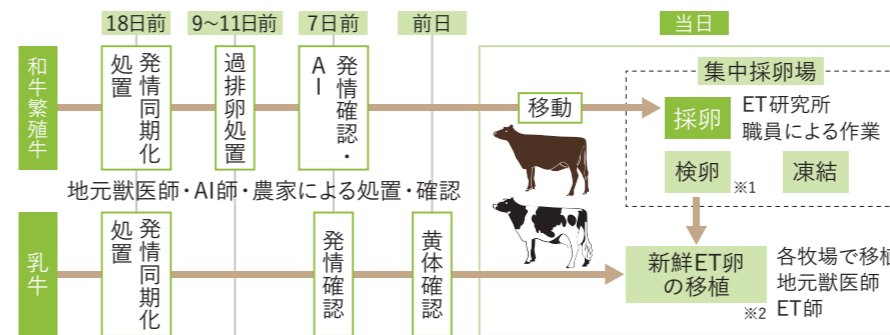 18日前
9～11日前
7日前
前日
当日
和牛繁殖牛
発情同期化
処置
過排卵処置
発情確認・
AI
移動
集中採卵場
採卵
ET研究所
職員による作業
検卵
※1
凍結
地元獣医師・AI師・農家による処置・確認
乳牛
発情同期化
処置
発情確認
黄体確認
新鮮ET卵
の移植
※2
各牧場で移植
地元獣医師
ET師